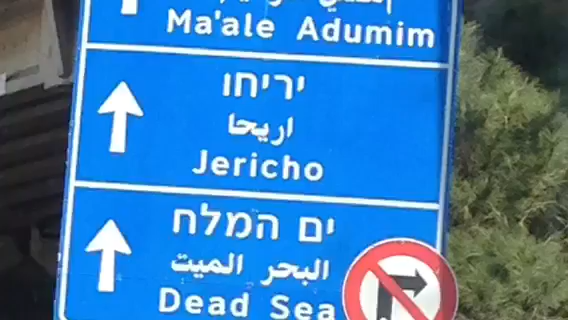 Ma'ale Adumim
יריחו
اريحا
Jericho
ים המלח
البحر الميت
Dead Sea